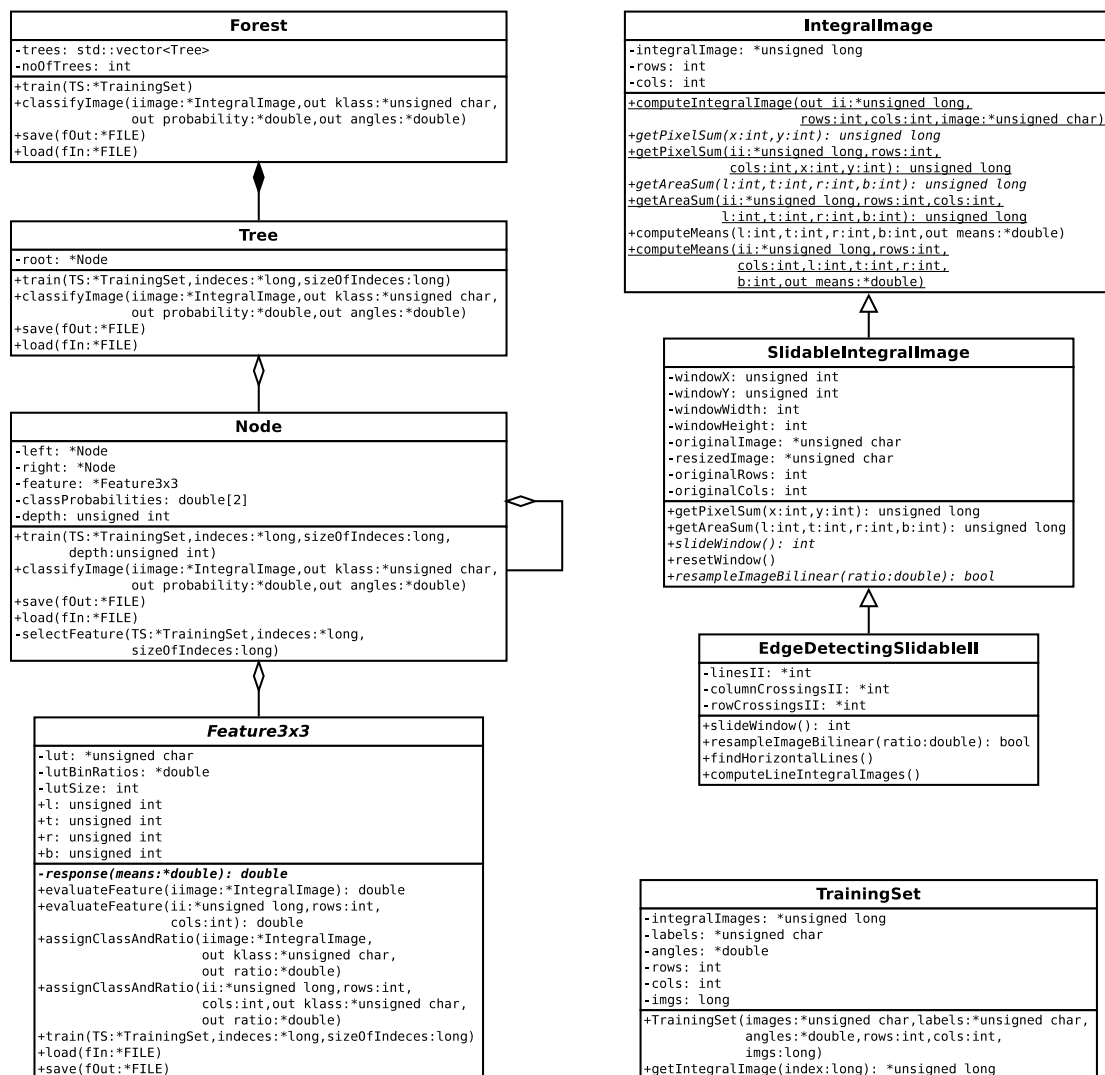 Forest
-trees: std::vector<Tree>
-noOfTrees: int
+train(TS:*TrainingSet)
+classifyImage(iimage:*IntegralImage,out klass:*unsigned char,
out probability:*double,out angles:*double)
+save(fOut:*FILE)
+load(fIn:*FILE)
Tree
-root: *Node
+train(TS:*TrainingSet,indeces:*long,sizeOfIndeces:long)
+classifyImage(iimage:*IntegralImage,out klass:*unsigned char,
out probability:*double,out angles:*double)
+save(fOut:*FILE)
+load(fIn:*FILE)
Node
-left: *Node
-right: *Node
-feature: *Feature3x3
-classProbabilities: double[2]
-depth: unsigned int
+train(TS:*TrainingSet,indeces:*long,sizeOfIndeces:long,
depth:unsigned int)
+classifyImage(iimage:*IntegralImage,out klass:*unsigned char,
out probability:*double,out angles:*double)
+save(fOut:*FILE)
+load(fIn:*FILE)
-selectFeature(TS:*TrainingSet,indeces:*long,
sizeOfIndeces:long)
Feature3x3
-lut: *unsigned char
-lutBinRatios: *double
-lutSize: int
+l: unsigned int
+t: unsigned int
+r: unsigned int
+b: unsigned int
-response(means:*double): double
+evaluateFeature(iimage:*IntegralImage): double
+evaluateFeature(ii:*unsigned long,rows:int,
cols:int): double
+assignClassAndRatio(iimage:*IntegralImage,
out klass:*unsigned char,
out ratio:*double)
+assignClassAndRatio(ii:*unsigned long,rows:int,
cols:int,out klass:*unsigned char,
out ratio:*double)
+train(TS:*TrainingSet,indeces:*long,sizeOfIndeces:long)
+load(fIn:*FILE)
+save(fOut:*FILE)
IntegralImage
-integralImage: *unsigned long
-rows: int
-cols: int
+computeIntegralImage(out ii:*unsigned long,
rows:int,cols:int,image:*unsigned char)
+getPixelSum(x:int,y:int): unsigned long
+getPixelSum(ii:*unsigned long,rows:int,
cols:int,x:int,y:int): unsigned long
+getAreaSum(l:int,t:int,r:int,b:int): unsigned long
+getAreaSum(ii:*unsigned long,rows:int,cols:int,
l:int,t:int,r:int,b:int): unsigned long
+computeMeans(l:int,t:int,r:int,b:int,out means:*double)
+computeMeans(ii:*unsigned long,rows:int,
cols:int,l:int,t:int,r:int,
b:int,out means:*double)
SlidableIntegralImage
-windowX: unsigned int
-windowY: unsigned int
-windowWidth: int
-windowHeight: int
-originalImage: *unsigned char
-resizedImage: *unsigned char
-originalRows: int
-originalCols: int
+getPixelSum(x:int,y:int): unsigned long
+getAreaSum(l:int,t:int,r:int,b:int): unsigned long
+slideWindow(): int
+resetWindow()
+resampleImageBilinear(ratio:double): bool
EdgeDetectingSlidableII
-linesII: *int
-columnCrossingsII: *int
-rowCrossingsII: *int
+slideWindow(): int
+resampleImageBilinear(ratio:double): bool
+findHorizontalLines()
+computeLineIntegralImages()
TrainingSet
-integralImages: *unsigned long
-labels: *unsigned char
-angles: *double
-rows: int
-cols: int
-imgs: long
+TrainingSet(images:*unsigned char,labels:*unsigned char,
angles:*double,rows:int,cols:int,
imgs:long)
+getIntegralImage(index:long): *unsigned long